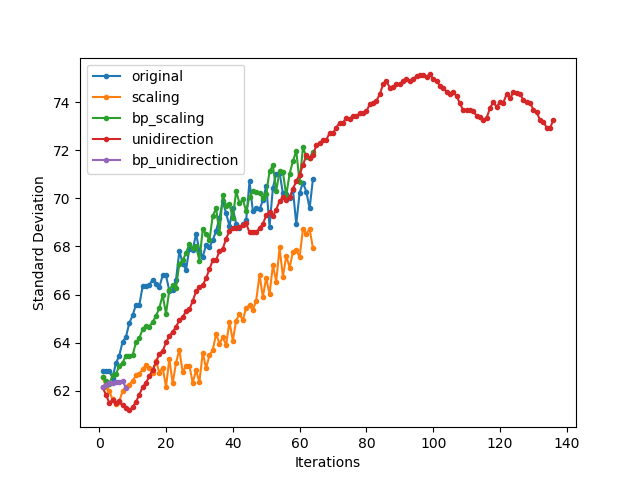 original
scaling
bp_scaling
unidirection
bp_unidirection
74
72
70
68
66
64
62
Standard Deviation
0 20 40 60 80 100 120 140
Iterations